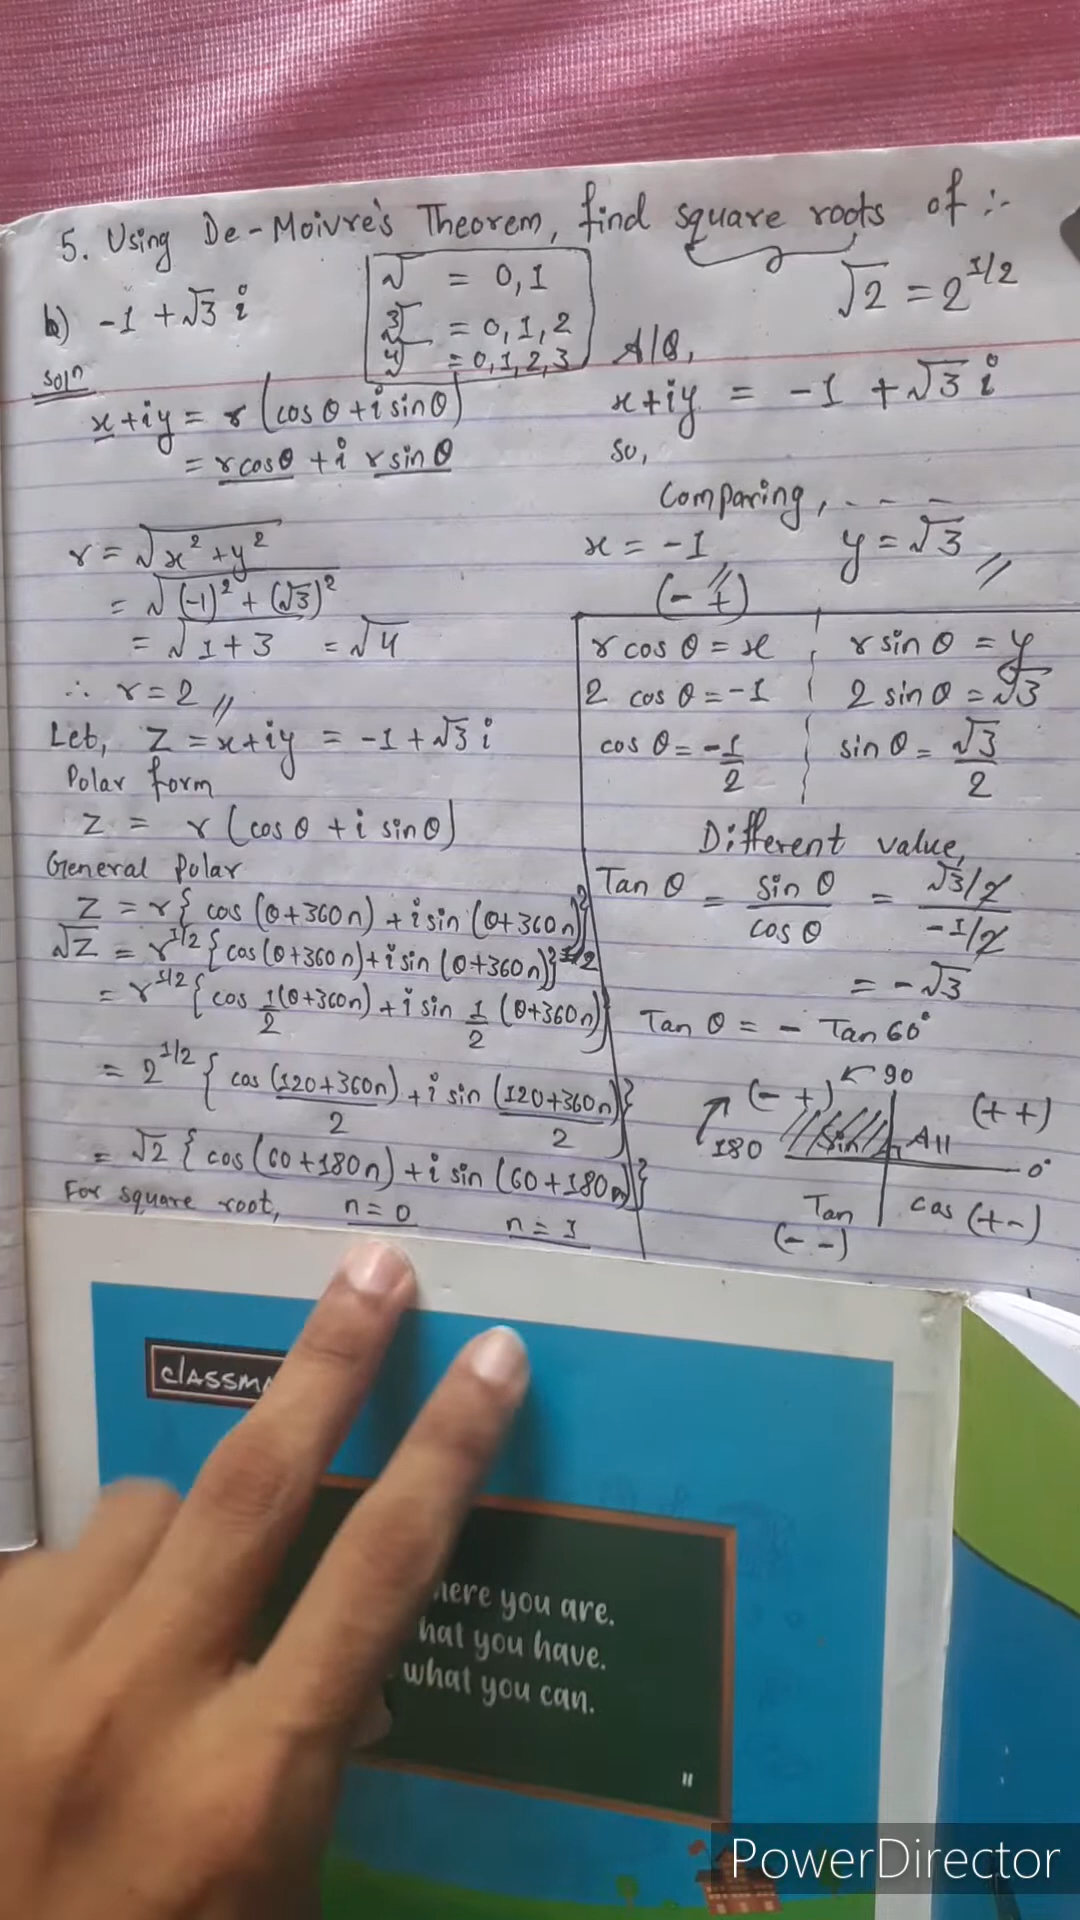 5. Using De-Moivre's Theorem, find square roots of :-
b) -1 + √3 i
√ = 0,1
∛ = 0,1,2
∜ = 0,1,2,3
√2 = 2^1/2
Soln
x+iy = r (cos θ + i sin θ)
= r cos θ + i r sin θ
r = √x² + y²
= √(-1)² + (√3)²
= √1+3 = √4
∴ r = 2 //
Let, Z = x+iy = -1 + √3 i
Polar form
Z = r (cos θ + i sin θ)
General Polar
Z = r { cos (θ+360n) + i sin (θ+360n)}
√Z = r^1/2 {cos (θ+360n) + i sin (θ+360n)}^1/2
= r^1/2 {cos 1/2 (θ+360n) + i sin 1/2 (θ+360n)}
= 2^1/2 { cos (120+360n)/2 + i sin (120+360n)/2 }
= √2 { cos (60+180n) + i sin (60+180n)}
For square root, n = 0 n = 1
A/Q,
x+iy = -1 + √3 i
so,
Comparing, - - -
x = -1 // y = √3 //
(- +)
r cos θ = x r sin θ = y
2 cos θ = -1 2 sin θ = √3
cos θ = -1/2 sin θ = √3/2
Different value,
Tan θ = sin θ/cos θ = √3/2 / -1/2
= -√3
Tan θ = - Tan 60°
(- +) 90 (+ +)
180 Sin All 0°
Tan cos (+ -)
(- -)
CLASSM
here you are.
hat you have.
what you can.
"
PowerDirector